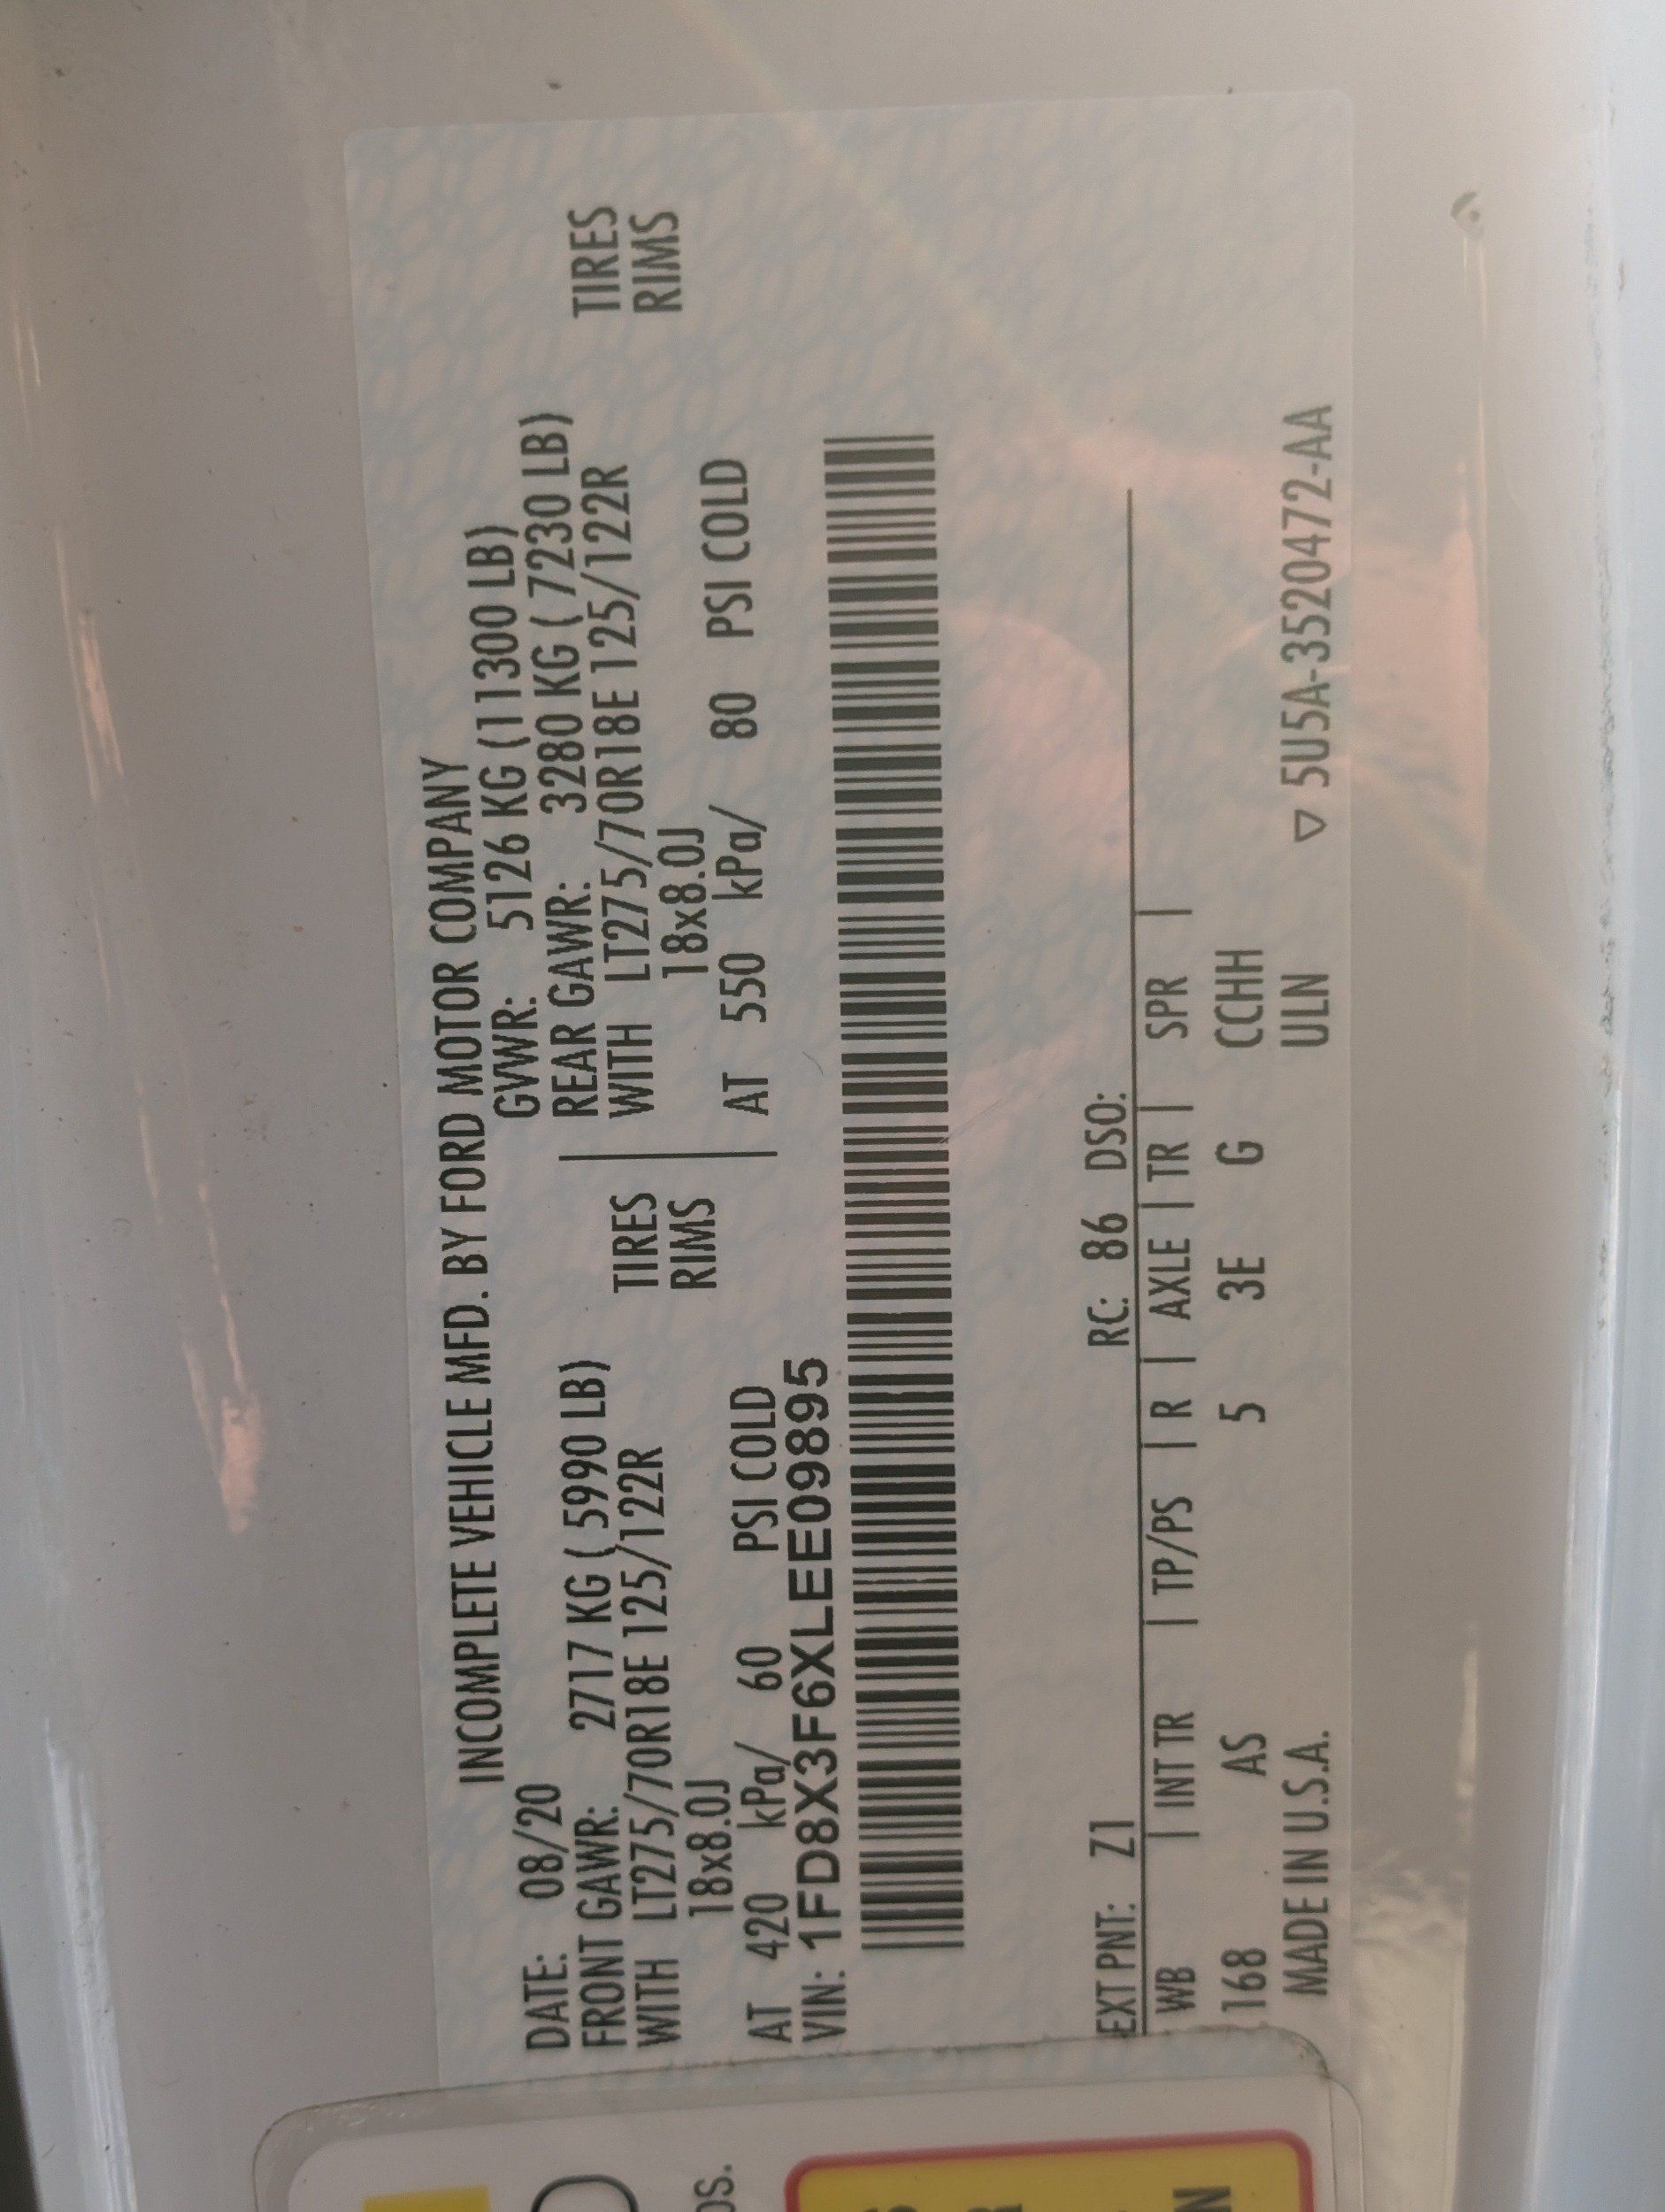 INCOMPLETE VEHICLE MFD. BY FORD MOTOR COMPANY
DATE: 08/20 GVWR: 5126 KG (11300 LB)
FRONT GAWR: 2717 KG ( 5990 LB) REAR GAWR: 3280 KG ( 7230 LB)
WITH LT275/70R18E 125/122R TIRES | WITH LT275/70R18E 125/122R TIRES
18x8.0J RIMS 18x8.0J RIMS
AT 420 kPa/ 60 PSI COLD | AT 550 kPa/ 80 PSI COLD
VIN: 1FD8X3F6XLEE09895
EXT PNT: Z1 RC: 86 DSO:
WB | INT TR | TP/PS | R | AXLE | TR | SPR |
168 AS 5 3E G CCHH
MADE IN U.S.A. ULN ▽ 5U5A-3520472-AA